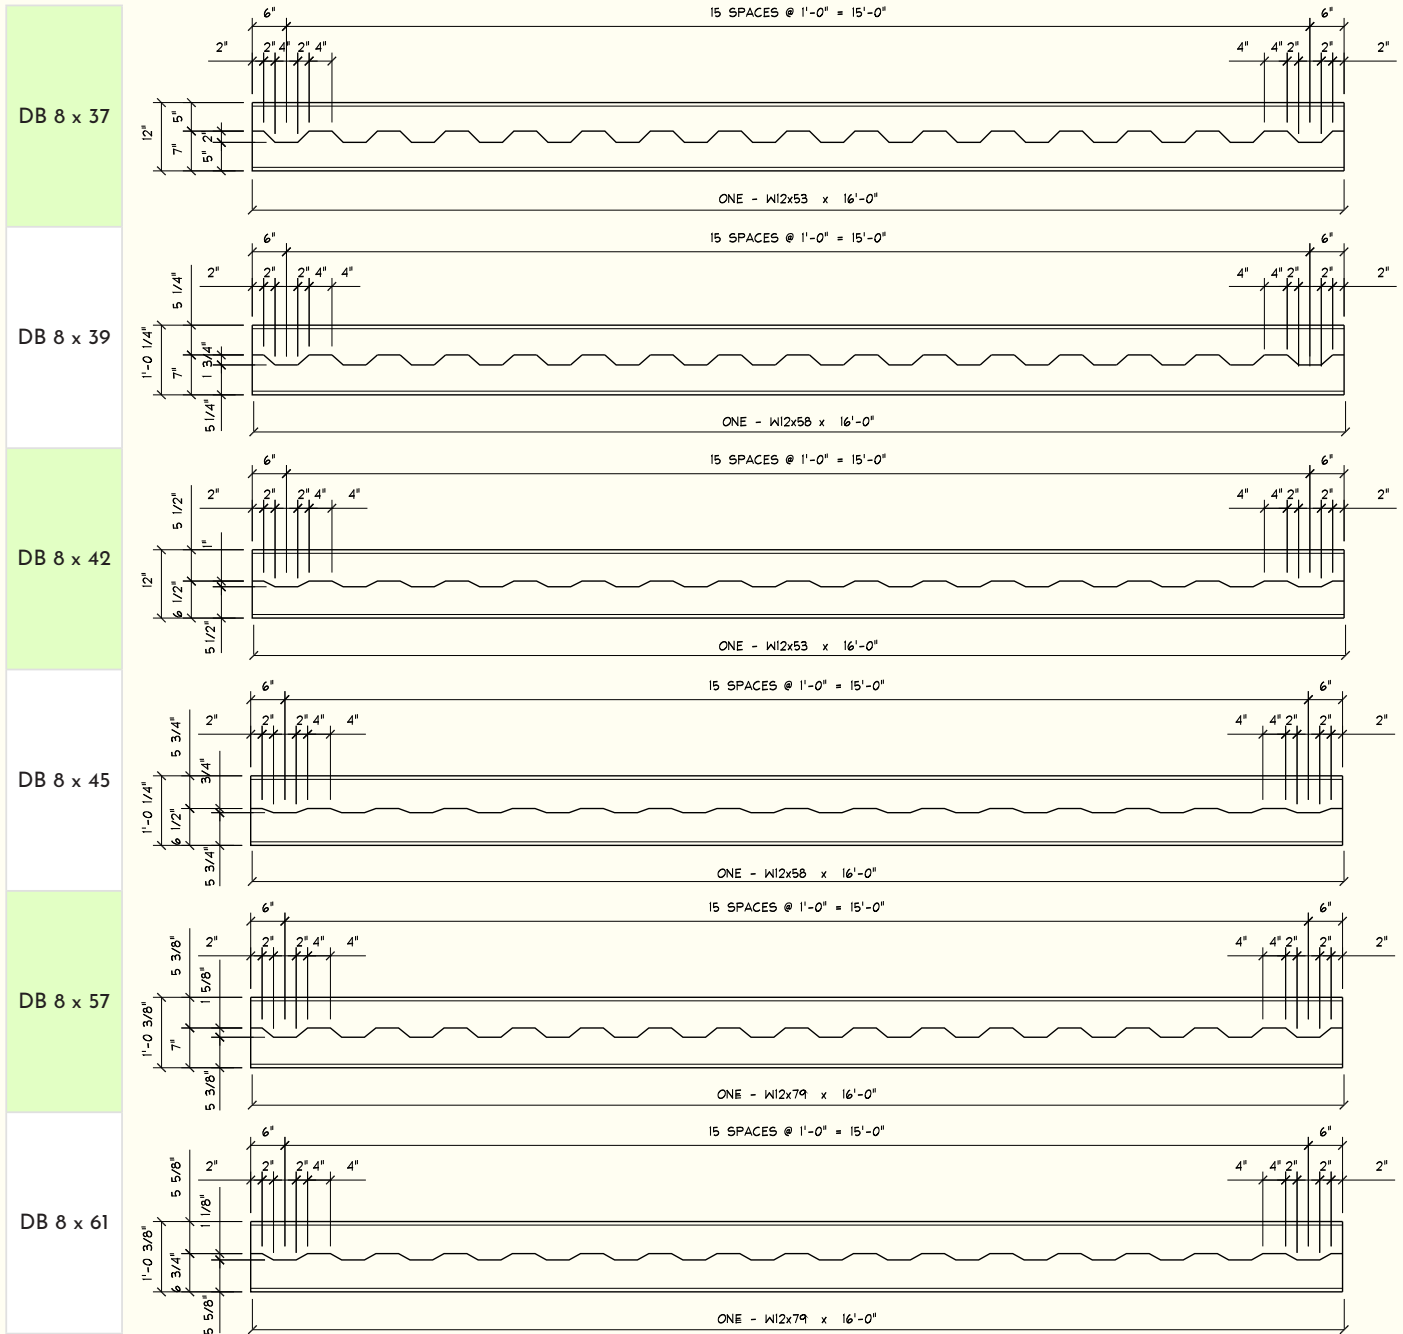 DB 8 x 37
6" 15 SPACES @ 1'-0" = 15'-0" 6"
2" 2" 4" 2" 4" 4" 4" 2" 2" 2"
12" 5" 7" 2" 5"
ONE - W12x53 x 16'-0"
DB 8 x 39
6" 15 SPACES @ 1'-0" = 15'-0" 6"
2" 2" 2" 4" 4" 4" 4" 2" 2" 2"
1'-0 1/4" 5 1/4" 7" 1 3/4" 5 1/4"
ONE - W12x58 x 16'-0"
DB 8 x 42
6" 15 SPACES @ 1'-0" = 15'-0" 6"
2" 2" 2" 4" 4" 4" 4" 2" 2" 2"
12" 5 1/2" 6 1/2" 1" 5 1/2"
ONE - W12x53 x 16'-0"
DB 8 x 45
6" 15 SPACES @ 1'-0" = 15'-0" 6"
2" 2" 2" 4" 4" 4" 4" 2" 2" 2"
1'-0 1/4" 5 3/4" 6 1/2" 3/4" 5 3/4"
ONE - W12x58 x 16'-0"
DB 8 x 57
6" 15 SPACES @ 1'-0" = 15'-0" 6"
2" 2" 2" 4" 4" 4" 4" 2" 2" 2"
1'-0 3/8" 5 3/8" 7" 1 5/8" 5 3/8"
ONE - W12x79 x 16'-0"
DB 8 x 61
6" 15 SPACES @ 1'-0" = 15'-0" 6"
2" 2" 2" 4" 4" 4" 4" 2" 2" 2"
1'-0 3/8" 5 5/8" 6 3/4" 1 1/8" 5 5/8"
ONE - W12x79 x 16'-0"